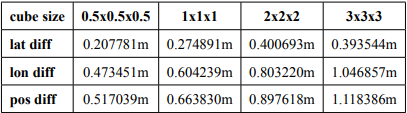 cube size 0.5x0.5x0.5 1x1x1 2x2x2 3x3x3
lat diff 0.207781m 0.274891m 0.400693m 0.393544m
lon diff 0.473451m 0.604239m 0.803220m 1.046857m
pos diff 0.517039m 0.663830m 0.897618m 1.118386m